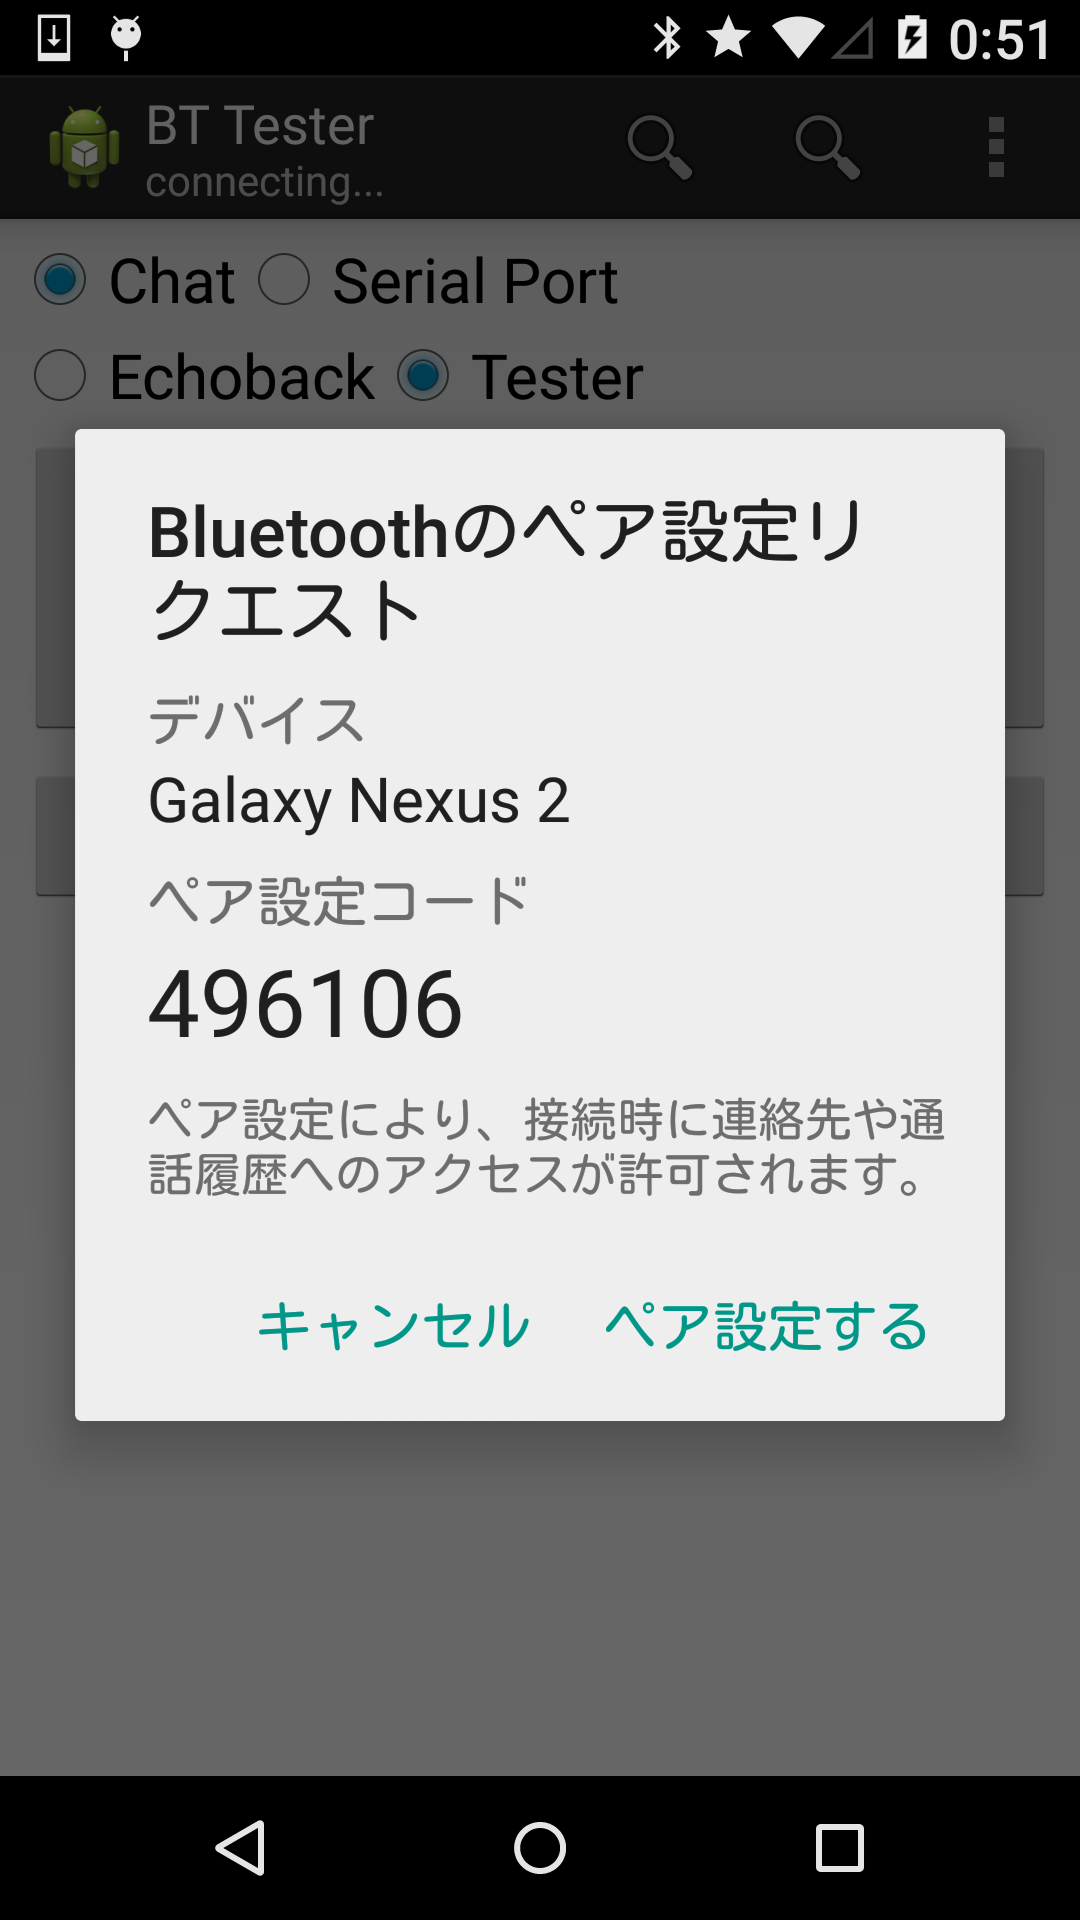 0:51
BT Tester
connecting...
Chat Serial Port
Echoback Tester
Bluetoothのペア設定リ
クエスト
デバイス
Galaxy Nexus 2
ペア設定コード
496106
ペア設定により、接続時に連絡先や通
話履歴へのアクセスが許可されます。
キャンセル ペア設定する